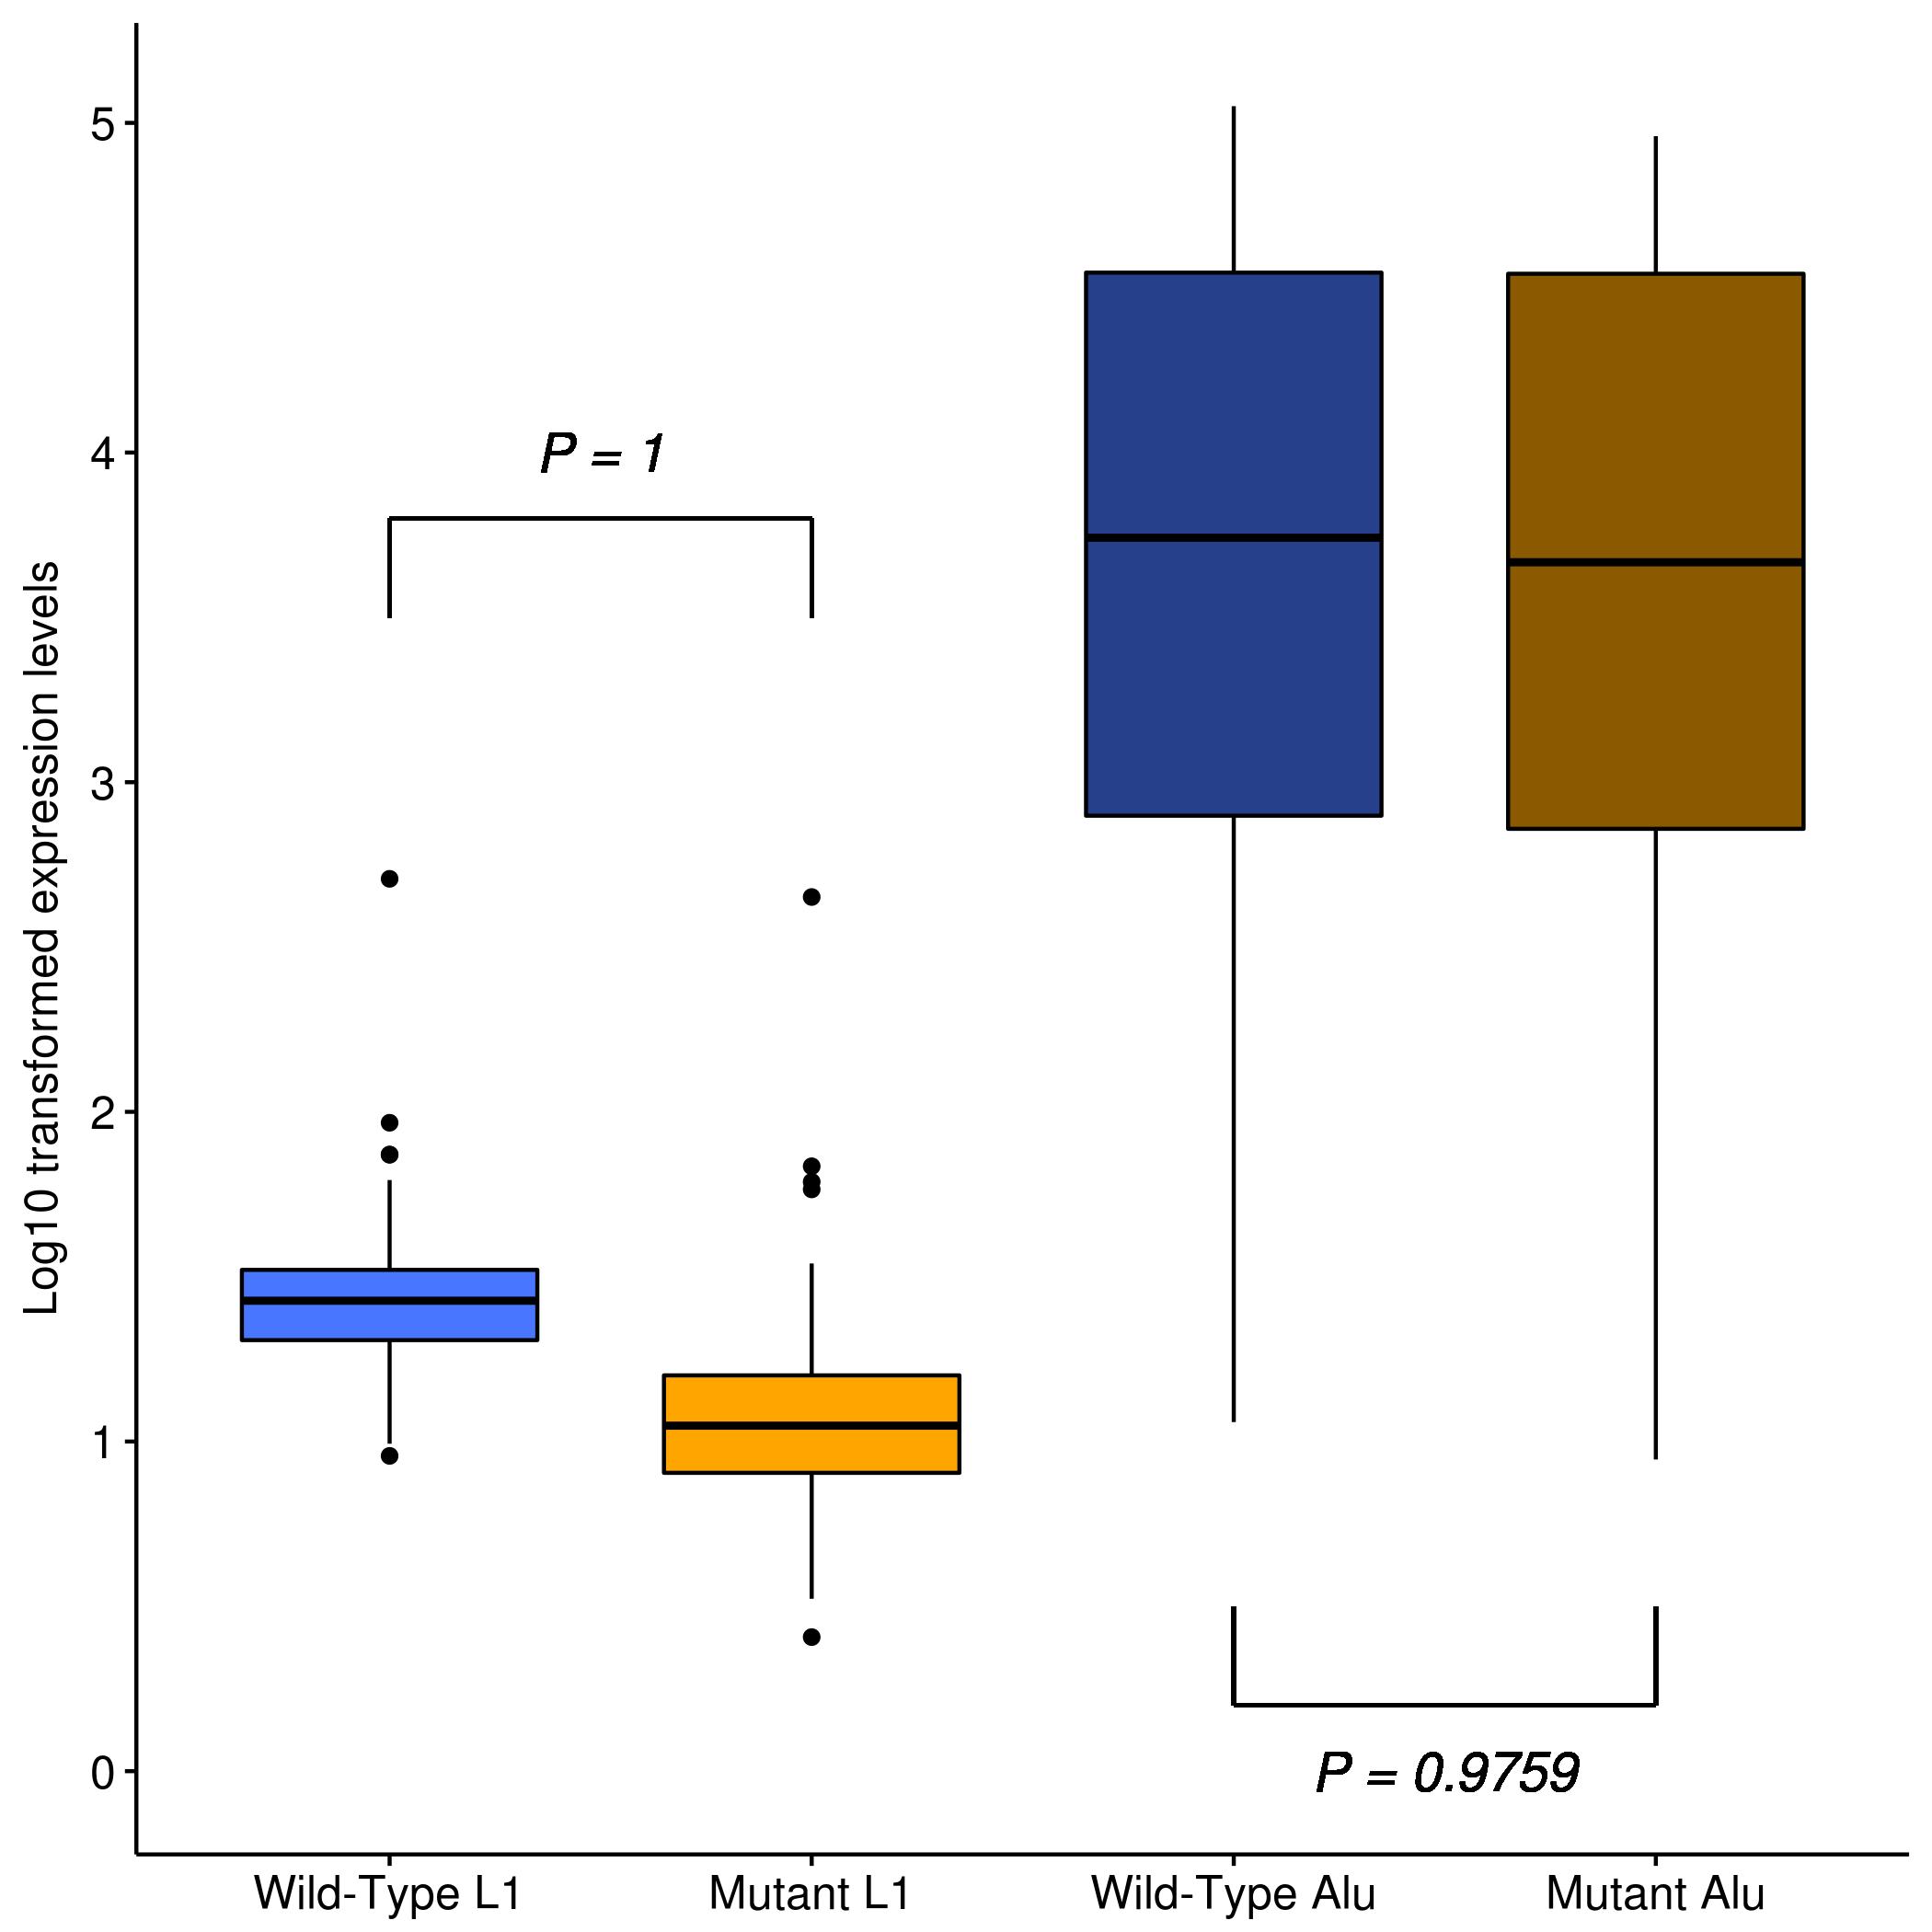 Log10 transformed expression levels
5
4
3
2
1
0
P = 1
P = 0.9759
Wild-Type L1
Mutant L1
Wild-Type Alu
Mutant Alu